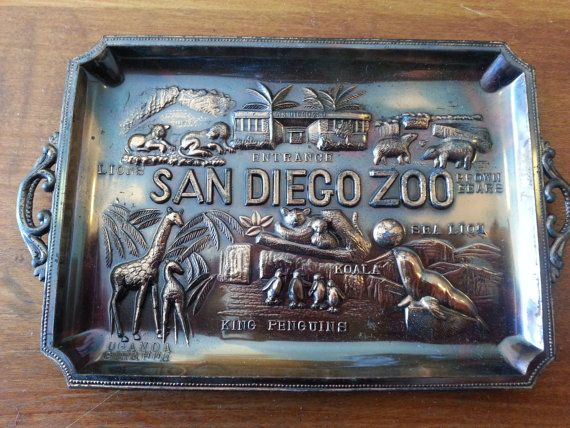 ENTRANCE
LIONS
BROWN
BEARS
SAN DIEGO ZOO
SEA LION
KOALA
KING PENGUINS
UGANDA